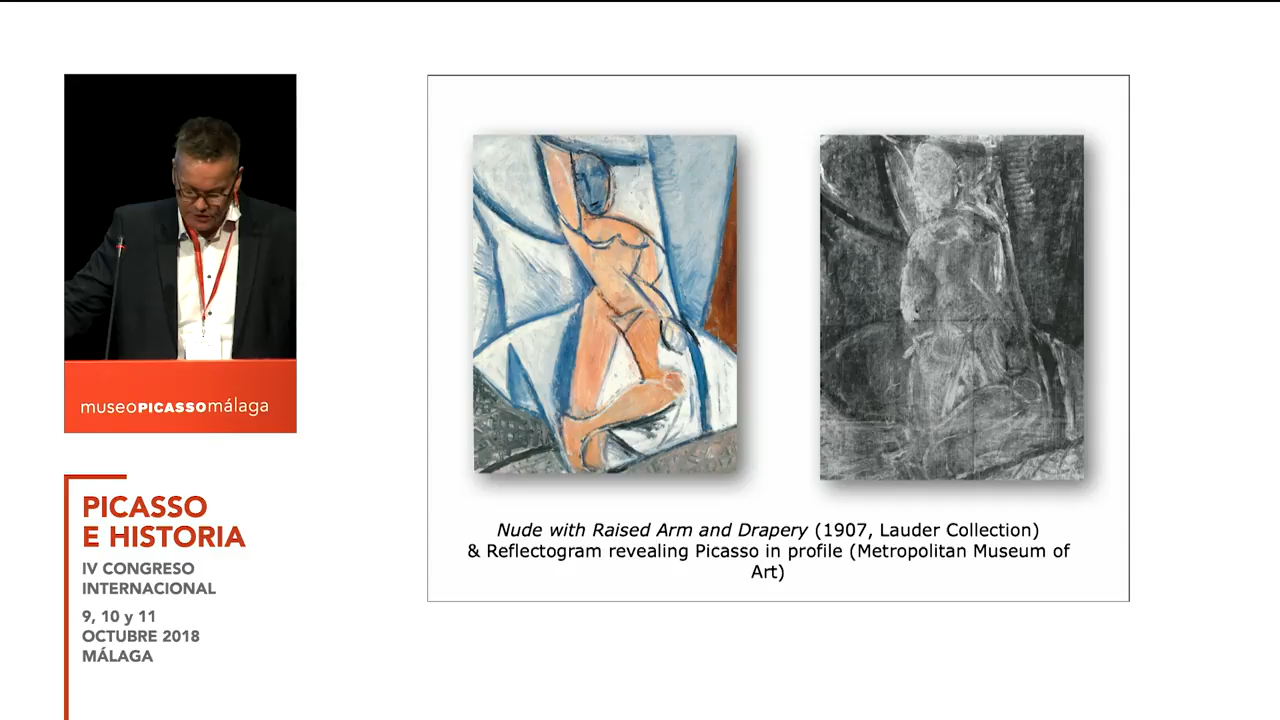 museoPICASSOmálaga
PICASSO
E HISTORIA
IV CONGRESO
INTERNACIONAL
9, 10 y 11
OCTUBRE 2018
MÁLAGA
Nude with Raised Arm and Drapery (1907, Lauder Collection)
& Reflectogram revealing Picasso in profile (Metropolitan Museum of
Art)